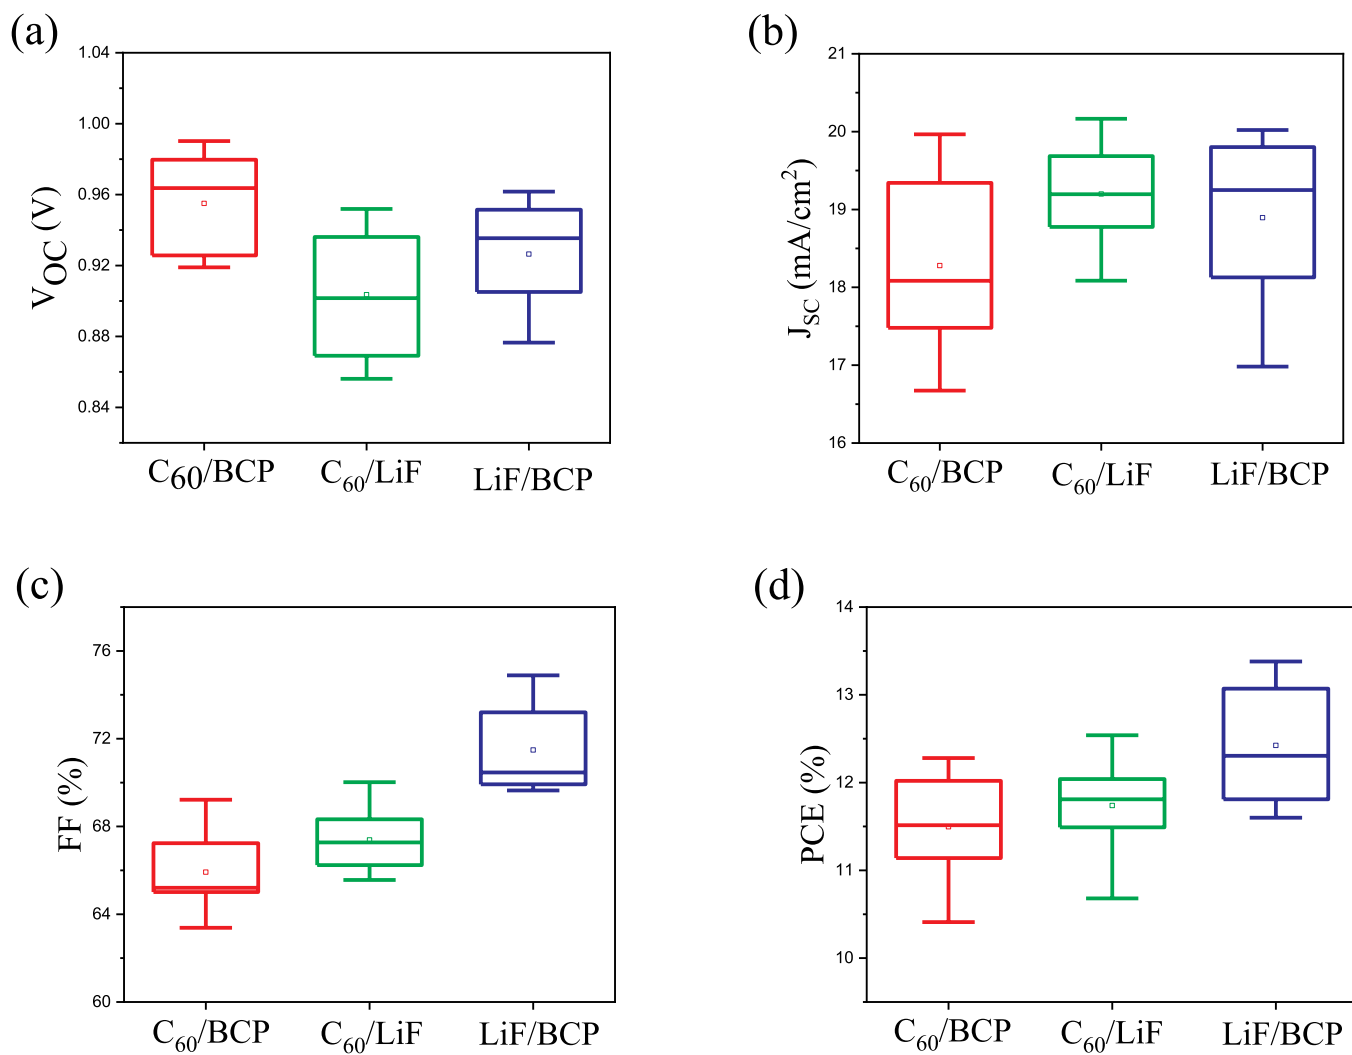 (a)
1.04
1.00
0.96
0.92
0.88
0.84
VOC (V)
C60/BCP
C60/LiF
LiF/BCP
(b)
21
20
19
18
17
16
JSC (mA/cm2)
C60/BCP
C60/LiF
LiF/BCP
(c)
76
72
68
64
60
FF (%)
C60/BCP
C60/LiF
LiF/BCP
(d)
14
13
12
11
10
PCE (%)
C60/BCP
C60/LiF
LiF/BCP